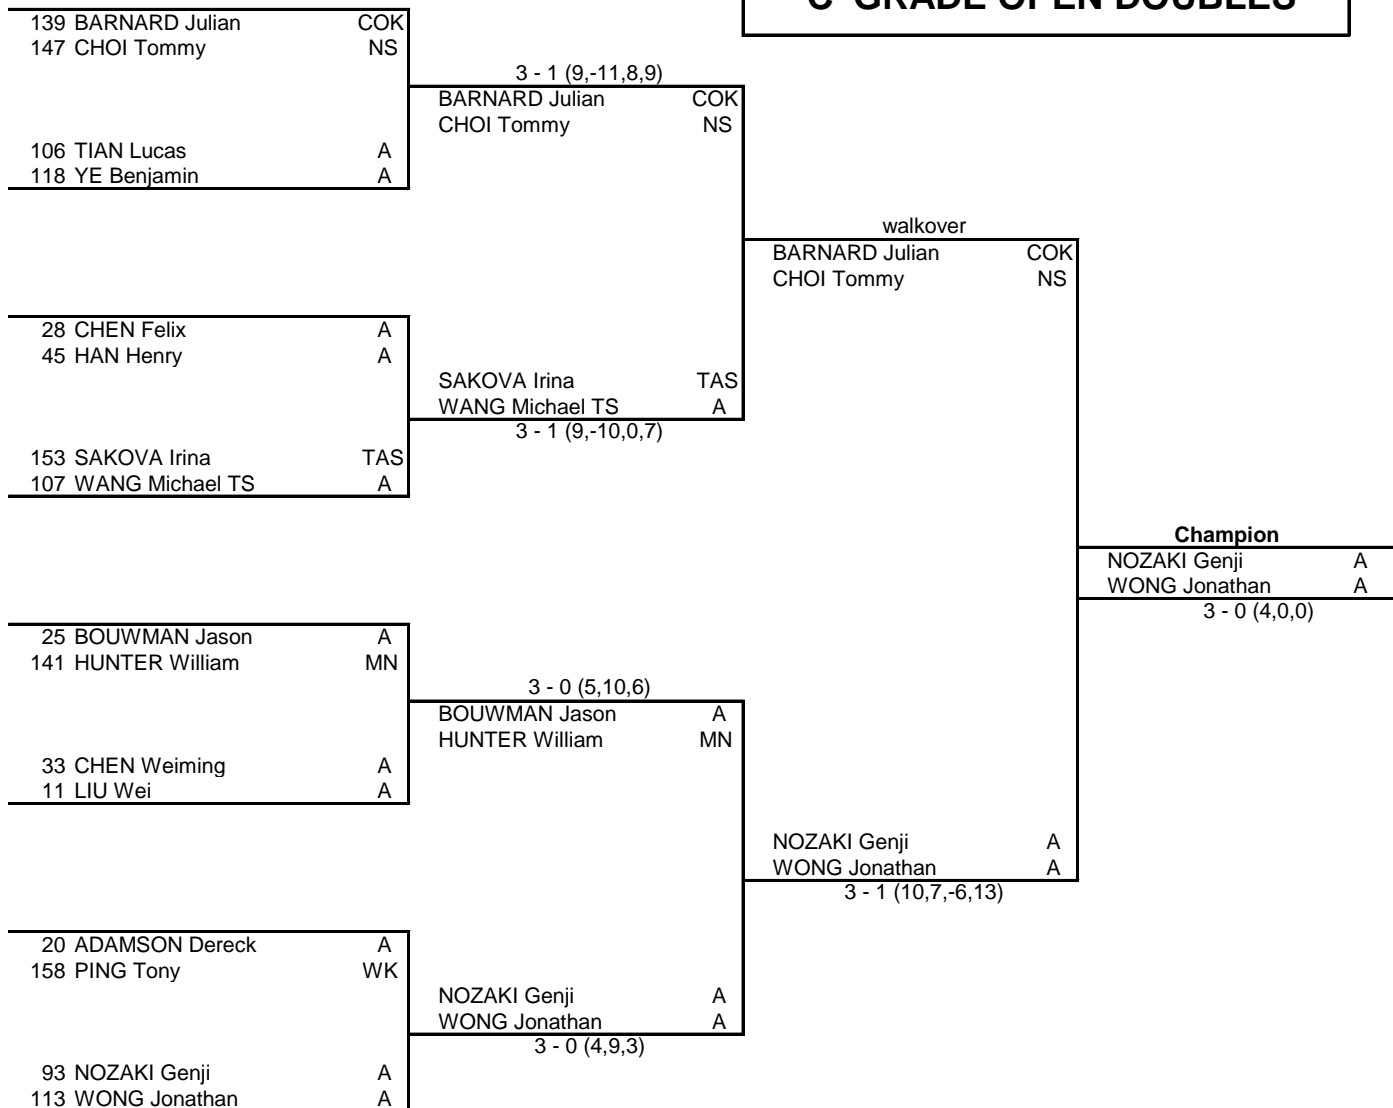 C GRADE OPEN DOUBLES
139 BARNARD Julian COK
147 CHOI Tommy NS
106 TIAN Lucas A
118 YE Benjamin A
28 CHEN Felix A
45 HAN Henry A
153 SAKOVA Irina TAS
107 WANG Michael TS A
25 BOUWMAN Jason A
141 HUNTER William MN
33 CHEN Weiming A
11 LIU Wei A
20 ADAMSON Dereck A
158 PING Tony WK
93 NOZAKI Genji A
113 WONG Jonathan A
3 - 1 (9,-11,8,9)
BARNARD Julian COK
CHOI Tommy NS
SAKOVA Irina TAS
WANG Michael TS A
3 - 1 (9,-10,0,7)
3 - 0 (5,10,6)
BOUWMAN Jason A
HUNTER William MN
NOZAKI Genji A
WONG Jonathan A
3 - 0 (4,9,3)
walkover
BARNARD Julian COK
CHOI Tommy NS
NOZAKI Genji A
WONG Jonathan A
3 - 1 (10,7,-6,13)
Champion
NOZAKI Genji A
WONG Jonathan A
3 - 0 (4,0,0)